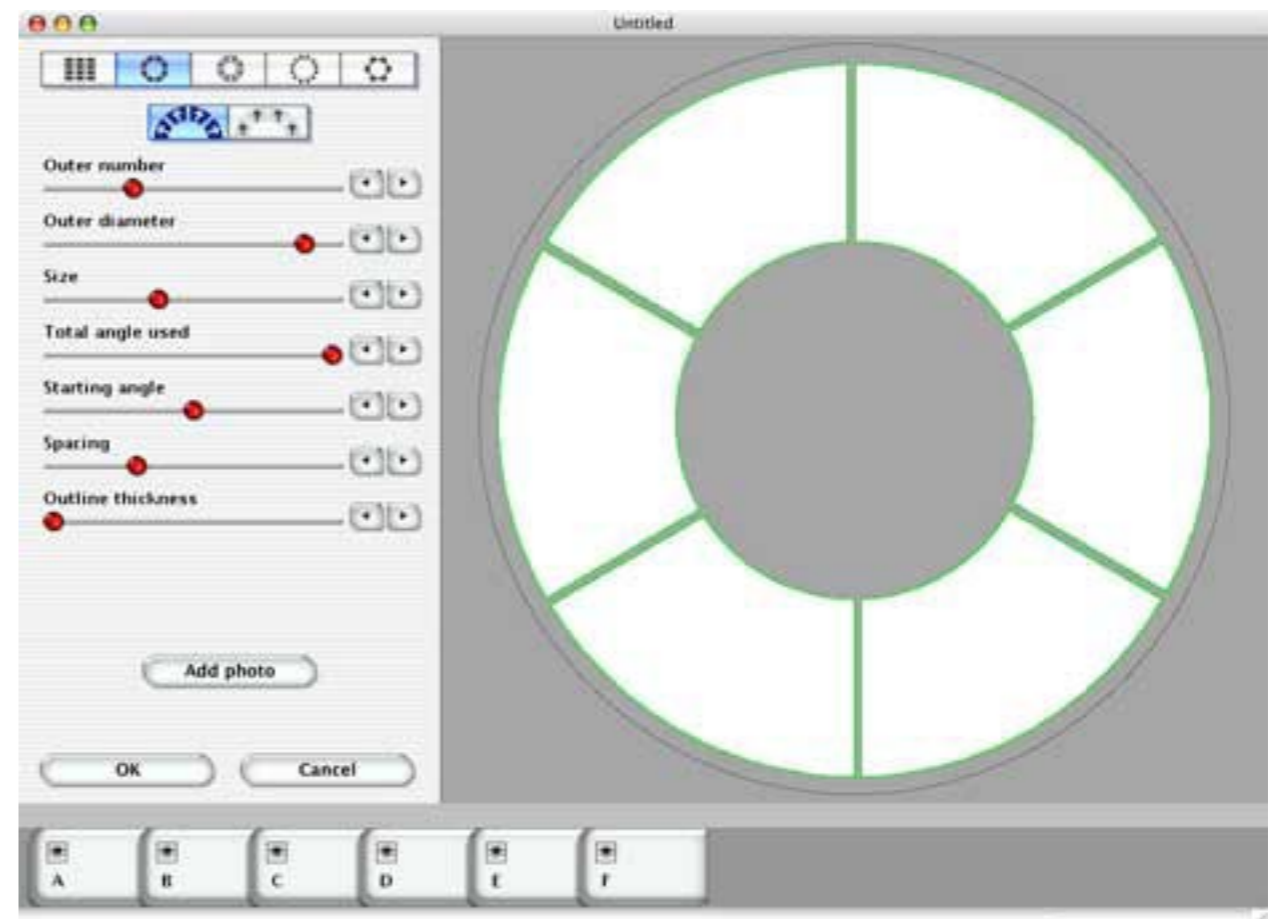 Untitled
Outer number
Outer diameter
Size
Total angle used
Starting angle
Spacing
Outline thickness
Add photo
OK Cancel
A B C D E F